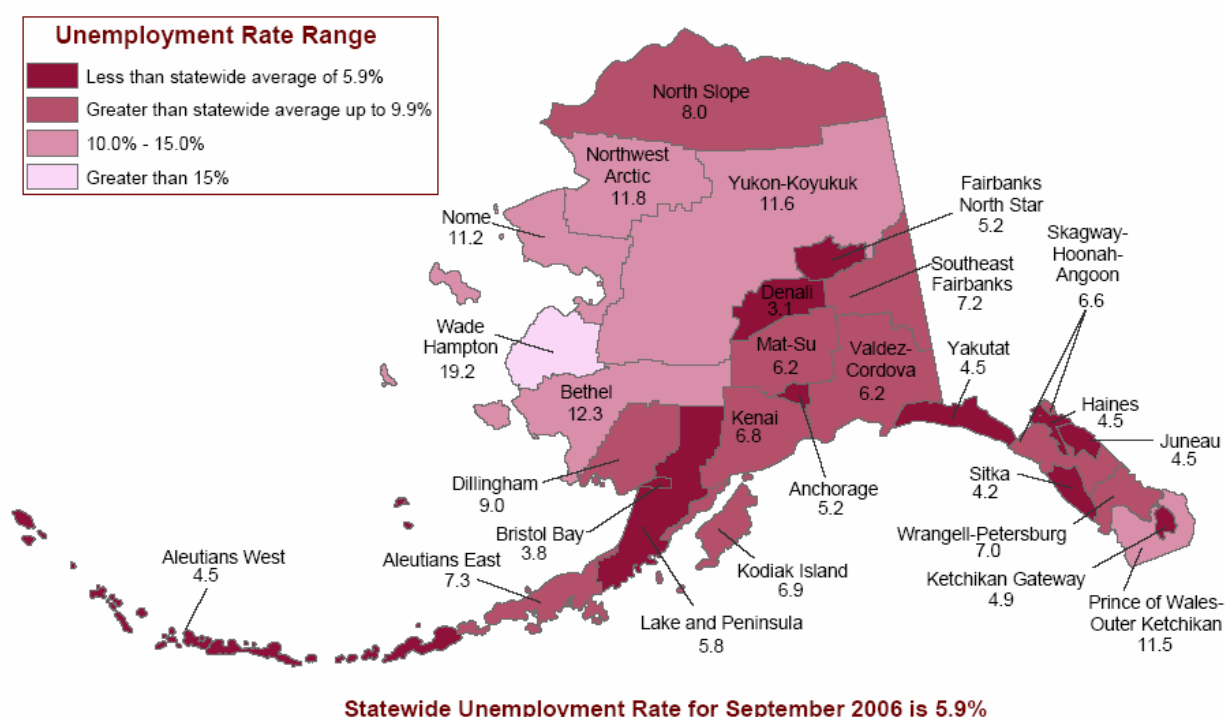 Unemployment Rate Range
Less than statewide average of 5.9%
Greater than statewide average up to 9.9%
10.0% - 15.0%
Greater than 15%
North Slope
8.0
Northwest
Arctic
11.8
Yukon-Koyukuk
11.6
Fairbanks
North Star
5.2
Nome
11.2
Skagway-
Hoonah-
Angoon
6.6
Southeast
Fairbanks
7.2
Denali
3.1
Wade
Hampton
19.2
Mat-Su
6.2
Valdez-
Cordova
6.2
Yakutat
4.5
Bethel
12.3
Kenai
6.8
Haines
4.5
Juneau
4.5
Dillingham
9.0
Anchorage
5.2
Sitka
4.2
Bristol Bay
3.8
Wrangell-Petersburg
7.0
Aleutians West
4.5
Aleutians East
7.3
Kodiak Island
6.9
Ketchikan Gateway
4.9
Lake and Peninsula
5.8
Prince of Wales-
Outer Ketchikan
11.5
Statewide Unemployment Rate for September 2006 is 5.9%